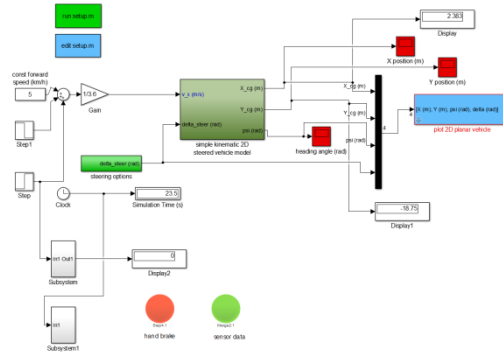 run setup.m
edit setup.m
const forward
speed (km/h)
5
Step1
1/3.6
Gain
v_c (m/s)
delta_steer (rad)
X_cg (m)
Y_cg (m)
psi (rad)
simple kinematic 2D
steered vehicle model
delta_steer (rad)
steering options
2.383
Display
X position (m)
Y position (m)
X_cg (m)
Y_cg (m)
psi (rad)
heading angle (rad)
4
4
[X (m), Y (m), psi (rad), delta (rad)]
plot 2D planar vehicle
Step
Clock
23.5
Simulation Time (s)
-18.75
Display1
In1 Out1
Subsystem
0
Display2
In1
Subsystem1
hand brake
sensor data